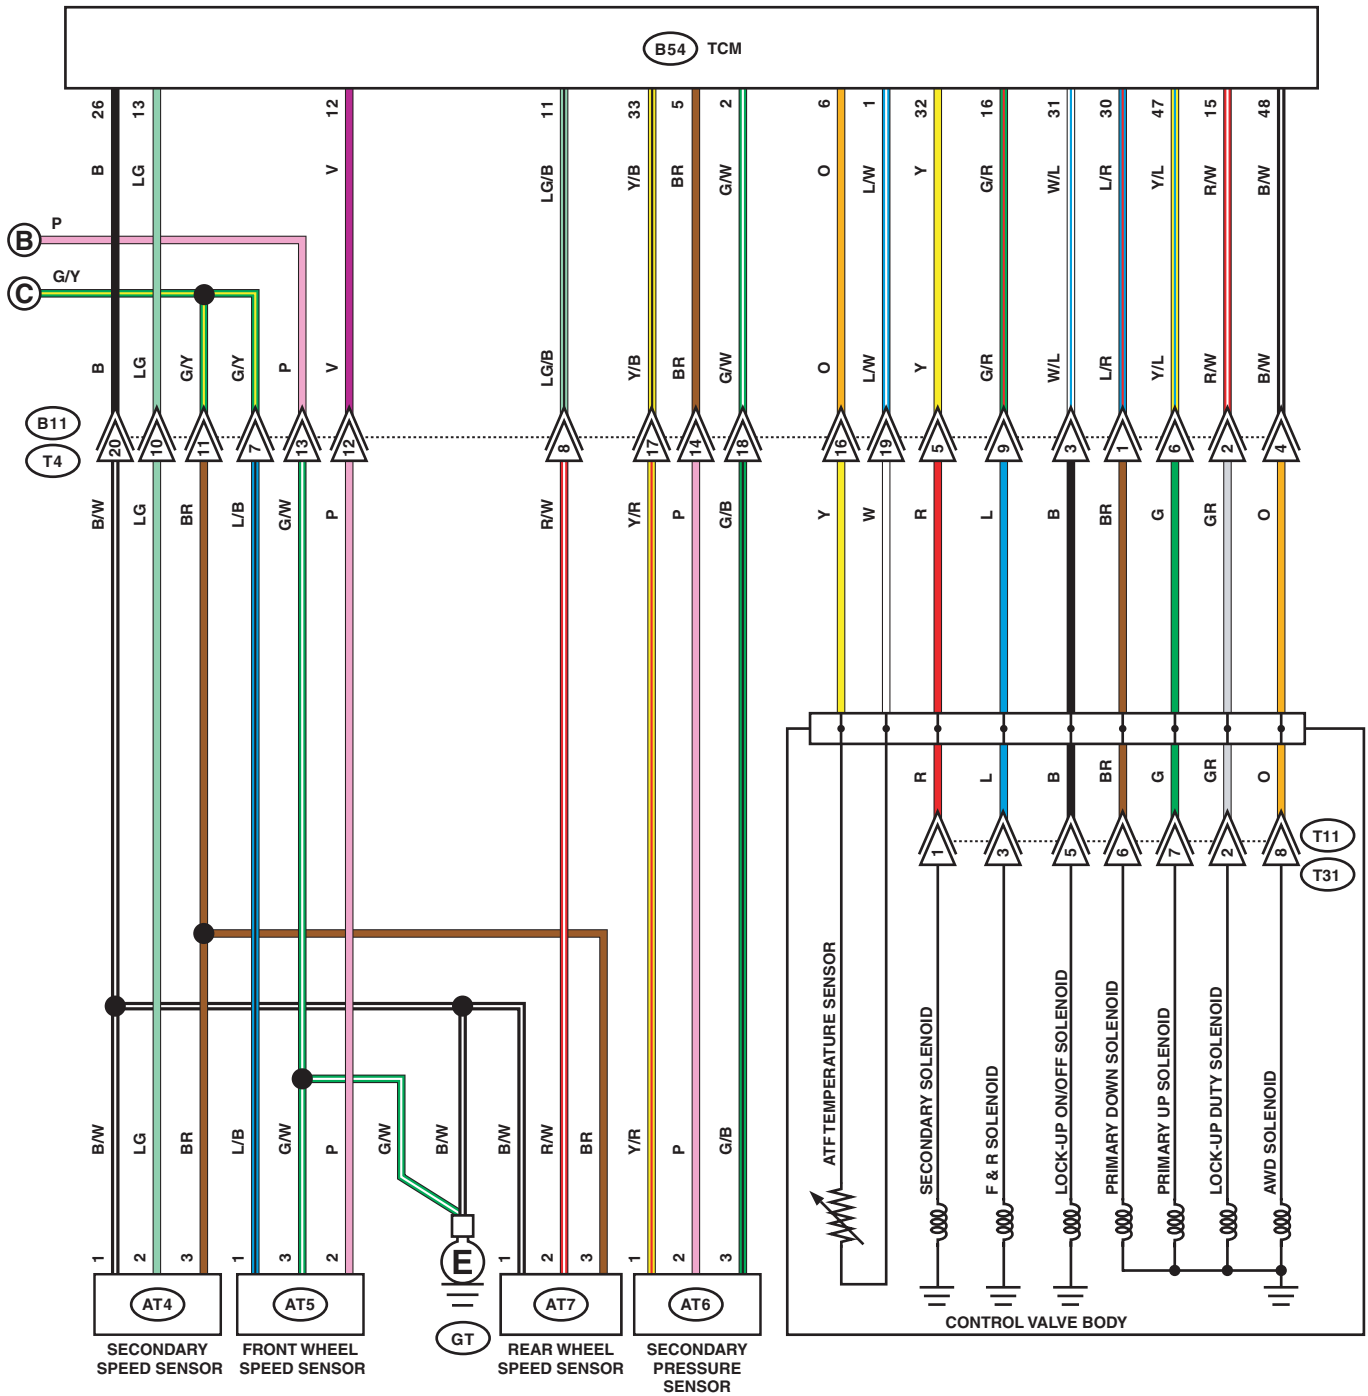 B54 TCM
26 13 12 11 33 5 2 6 1 32 16 31 30 47 15 48
B LG V LG/B Y/B BR G/W O L/W Y G/R W/L L/R Y/L R/W B/W
B P
C G/Y
B LG G/Y G/Y P V LG/B Y/B BR G/W O L/W Y G/R W/L L/R Y/L R/W B/W
B11
20 10 11 7 13 12 8 17 14 18 16 19 5 9 3 1 6 2 4
T4
B/W LG BR L/B G/W P R/W Y/R P G/B Y W R L B BR G GR O
R L B BR G GR O
T11
1 3 5 6 7 2 8
T31
ATF TEMPERATURE SENSOR
SECONDARY SOLENOID
F & R SOLENOID
LOCK-UP ON/OFF SOLENOID
PRIMARY DOWN SOLENOID
PRIMARY UP SOLENOID
LOCK-UP DUTY SOLENOID
AWD SOLENOID
B/W LG BR L/B G/W P G/W B/W B/W R/W BR Y/R P G/B
1 2 3 1 3 2 1 2 3 1 2 3
E
AT4 AT5 AT7 AT6
GT
CONTROL VALVE BODY
SECONDARY
SPEED SENSOR
FRONT WHEEL
SPEED SENSOR
REAR WHEEL
SPEED SENSOR
SECONDARY
PRESSURE
SENSOR